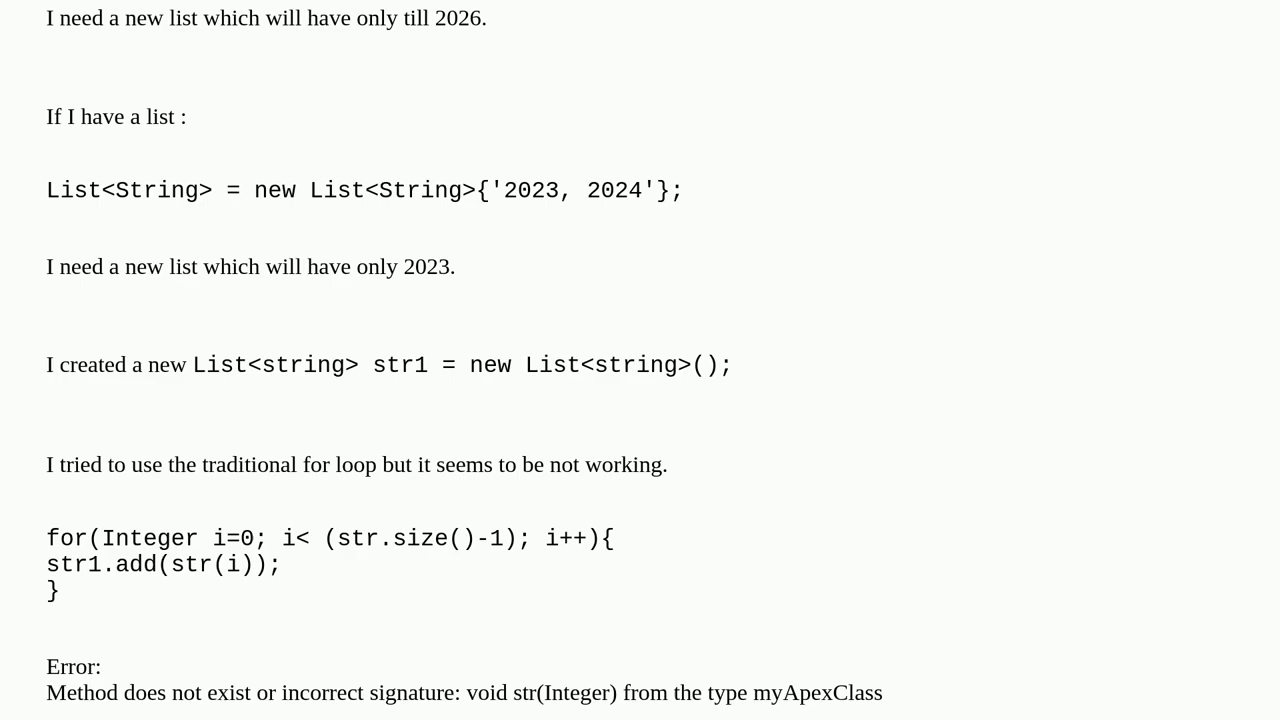 I need a new list which will have only till 2026.
If I have a list :
List<String> = new List<String>{'2023, 2024'};
I need a new list which will have only 2023.
I created a new List<string> str1 = new List<string>();
I tried to use the traditional for loop but it seems to be not working.
for(Integer i=0; i< (str.size()-1); i++){
str1.add(str(i));
}
Error:
Method does not exist or incorrect signature: void str(Integer) from the type myApexClass